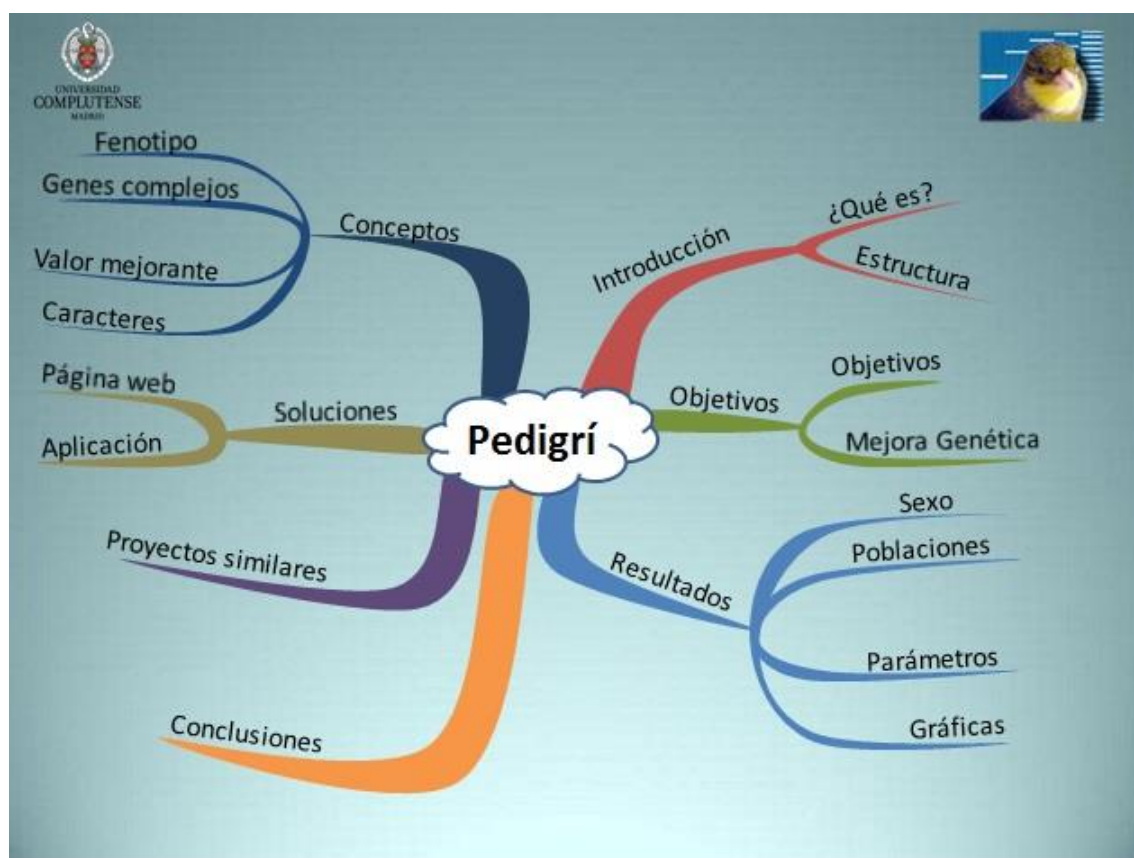 UNIVERSIDAD
COMPLUTENSE
MADRID
Fenotipo
Genes complejos
Valor mejorante
Caracteres
Conceptos
Página web
Aplicación
Soluciones
Proyectos similares
Conclusiones
Pedigrí
Introducción
¿Qué es?
Estructura
Objetivos
Objetivos
Mejora Genética
Resultados
Sexo
Poblaciones
Parámetros
Gráficas